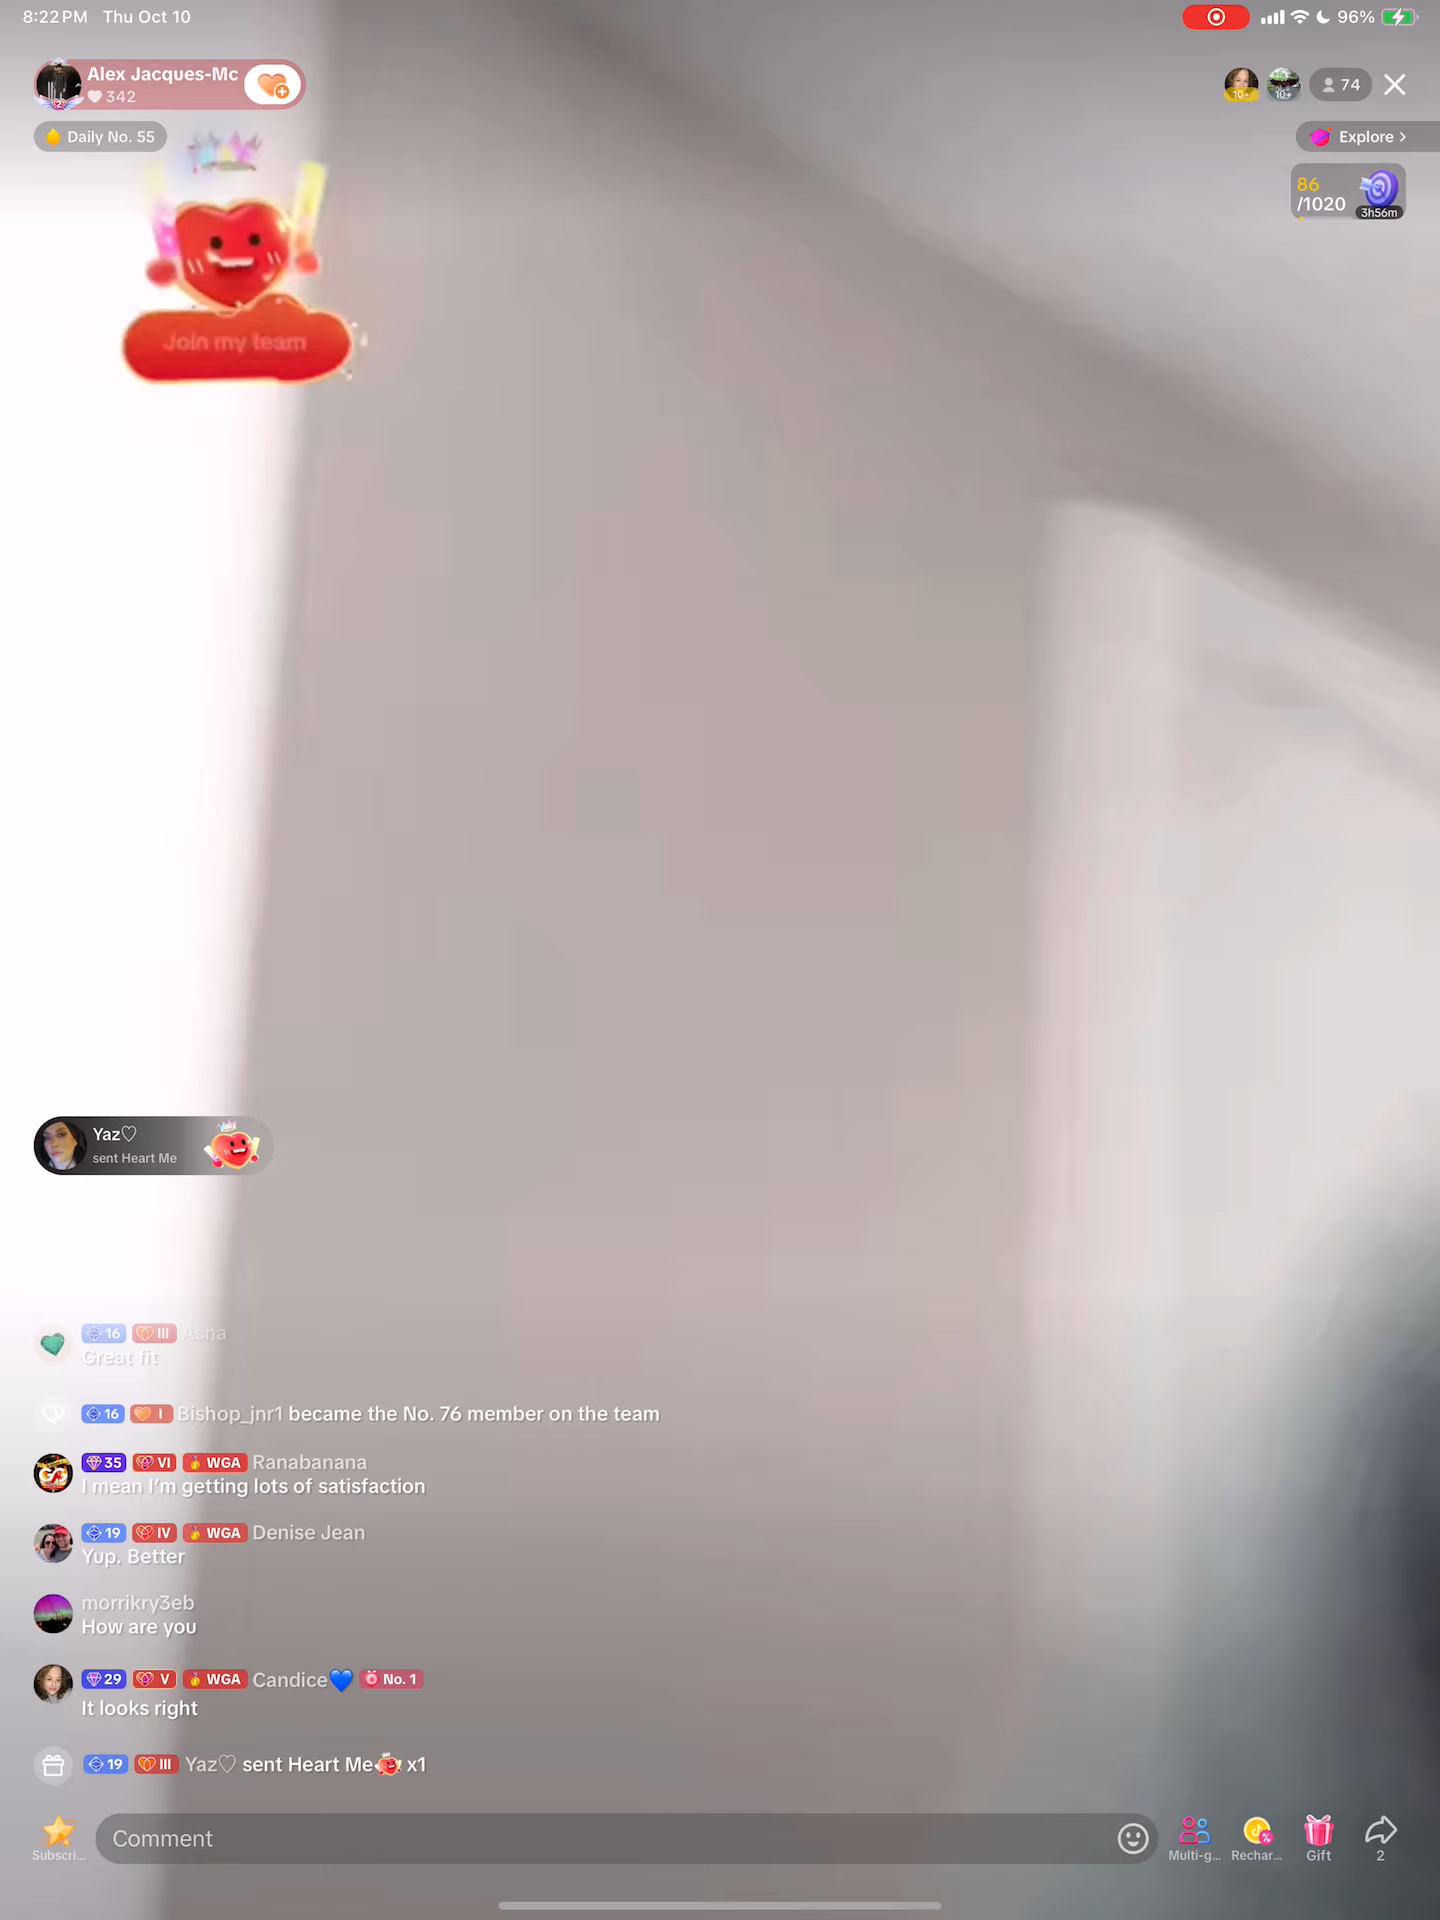 8:22 PM Thu Oct 10
96%
Alex Jacques-Mc
342
10+
10+
74
Daily No. 55
Explore >
86
/1020
3h56m
Join my team
Yaz♡
sent Heart Me
16 III Asna
Great fit
16 I Bishop_jnr1 became the No. 76 member on the team
35 VI WGA Ranabanana
I mean I'm getting lots of satisfaction
19 IV WGA Denise Jean
Yup. Better
morrikry3eb
How are you
29 V WGA Candice💙 No. 1
It looks right
19 III Yaz♡ sent Heart Me x1
Comment
Subscri...
Multi-g...
Rechar...
Gift
2